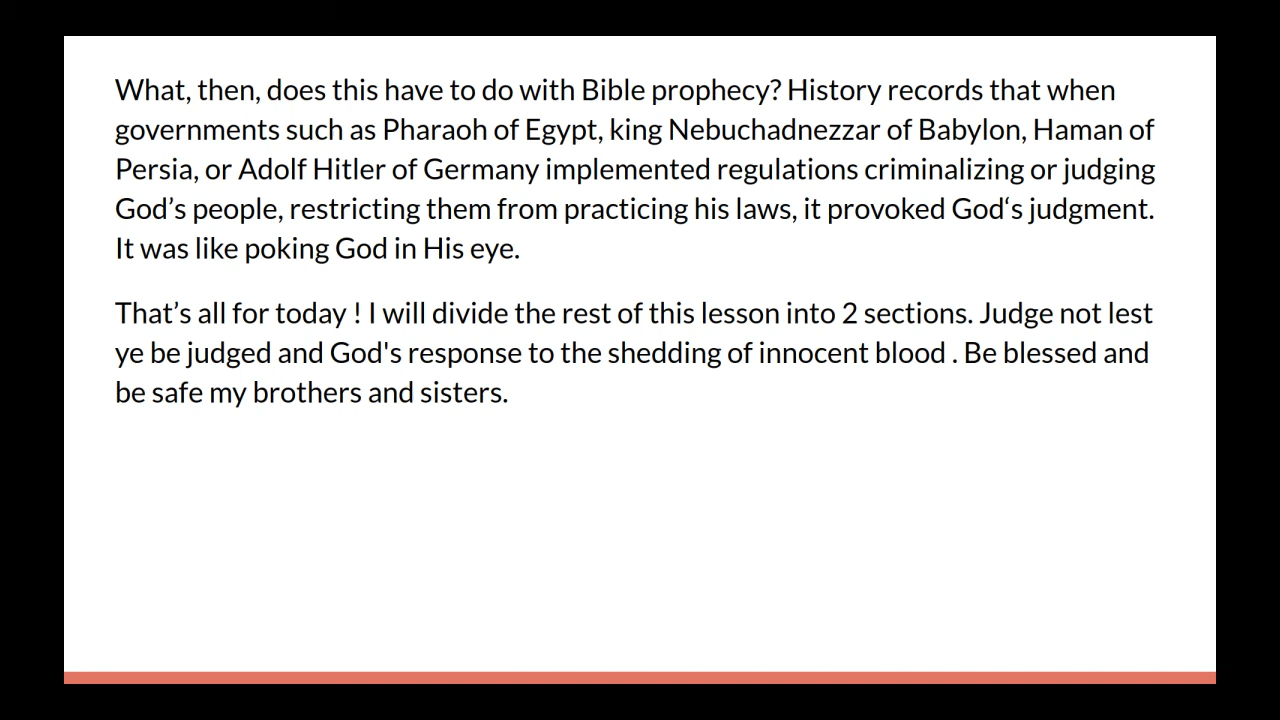 What, then, does this have to do with Bible prophecy? History records that when
governments such as Pharaoh of Egypt, king Nebuchadnezzar of Babylon, Haman of
Persia, or Adolf Hitler of Germany implemented regulations criminalizing or judging
God’s people, restricting them from practicing his laws, it provoked God‘s judgment.
It was like poking God in His eye.
That’s all for today ! I will divide the rest of this lesson into 2 sections. Judge not lest
ye be judged and God's response to the shedding of innocent blood . Be blessed and
be safe my brothers and sisters.